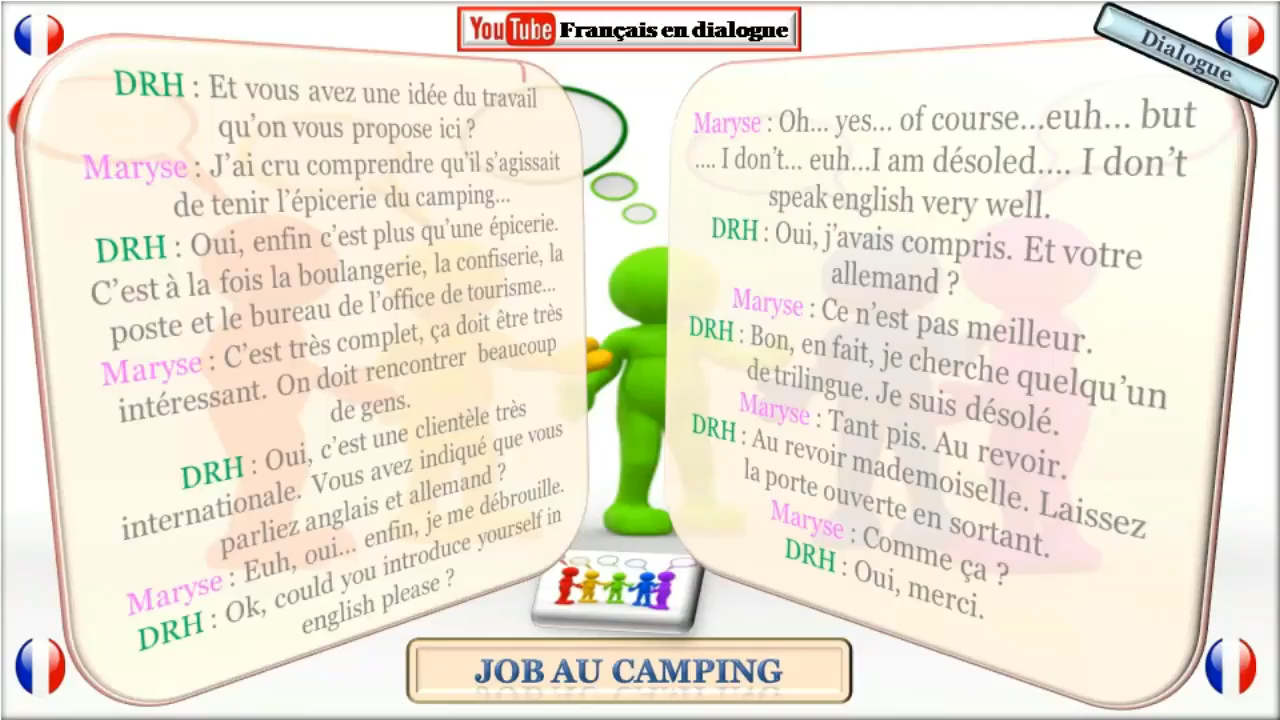 YouTube Français en dialogue
Dialogue
DRH : Et vous avez une idée du travail
qu'on vous propose ici ?
Maryse : J'ai cru comprendre qu'il s'agissait
de tenir l'épicerie du camping...
DRH : Oui, enfin c'est plus qu'une épicerie.
C'est à la fois la boulangerie, la confiserie, la
poste et le bureau de l'office de tourisme...
Maryse : C'est très complet, ça doit être très
intéressant. On doit rencontrer beaucoup
de gens.
DRH : Oui, c'est une clientèle très
internationale. Vous avez indiqué que vous
parliez anglais et allemand ?
Maryse : Euh, oui... enfin, je me débrouille.
DRH : Ok, could you introduce yourself in
english please ?
Maryse : Oh... yes... of course...euh... but
.... I don't... euh...I am désoled.... I don't
speak english very well.
DRH : Oui, j'avais compris. Et votre
allemand ?
Maryse : Ce n'est pas meilleur.
DRH : Bon, en fait, je cherche quelqu'un
de trilingue. Je suis désolé.
Maryse : Tant pis. Au revoir.
DRH : Au revoir mademoiselle. Laissez
la porte ouverte en sortant.
Maryse : Comme ça ?
DRH : Oui, merci.
JOB AU CAMPING